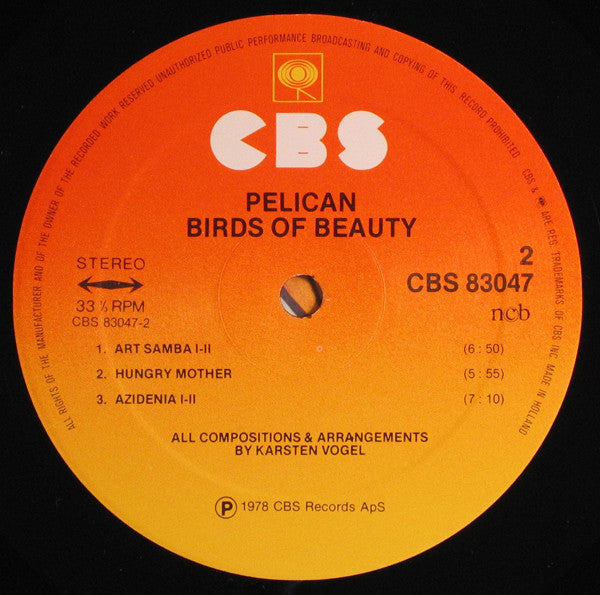 ALL RIGHTS OF THE MANUFACTURER AND OF THE OWNER OF THE RECORDED WORK RESERVED UNAUTHORIZED PUBLIC PERFORMANCE BROADCASTING AND COPYING OF THIS RECORD PROHIBITED CBS & ARE REG. TRADEMARKS OF CBS INC. MADE IN HOLLAND
CBS
PELICAN
BIRDS OF BEAUTY
STEREO
33 ⅓ RPM
CBS 83047-2
2
CBS 83047
ncb
1. ART SAMBA I-II (6:50)
2. HUNGRY MOTHER (5:55)
3. AZIDENIA I-II (7:10)
ALL COMPOSITIONS & ARRANGEMENTS
BY KARSTEN VOGEL
Ⓟ 1978 CBS Records ApS